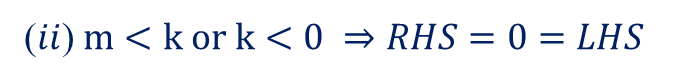 (ii) m < k or k < 0 ⇒ RHS = 0 = LHS